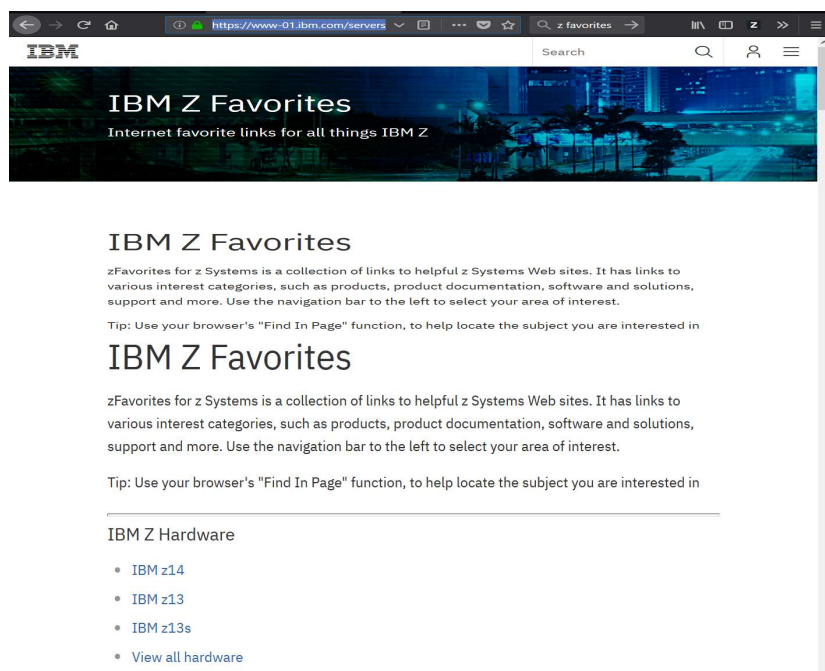 https://www-01.ibm.com/servers
z favorites
Z
IBM
Search
IBM Z Favorites
Internet favorite links for all things IBM Z
IBM Z Favorites
zFavorites for z Systems is a collection of links to helpful z Systems Web sites. It has links to
various interest categories, such as products, product documentation, software and solutions,
support and more. Use the navigation bar to the left to select your area of interest.
Tip: Use your browser's "Find In Page" function, to help locate the subject you are interested in
IBM Z Favorites
zFavorites for z Systems is a collection of links to helpful z Systems Web sites. It has links to
various interest categories, such as products, product documentation, software and solutions,
support and more. Use the navigation bar to the left to select your area of interest.
Tip: Use your browser's "Find In Page" function, to help locate the subject you are interested in
IBM Z Hardware
IBM z14
IBM z13
IBM z13s
View all hardware